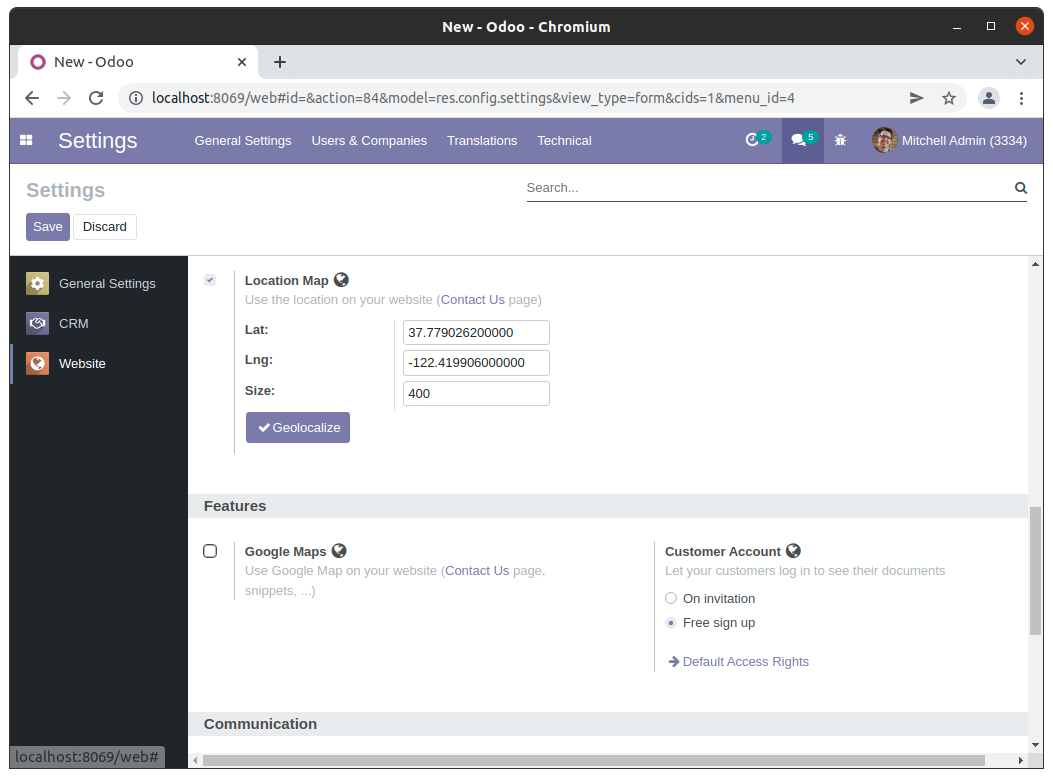 New - Odoo - Chromium
New - Odoo
localhost:8069/web#id=&action=84&model=res.config.settings&view_type=form&cids=1&menu_id=4
Settings General Settings Users & Companies Translations Technical 2 5 Mitchell Admin (3334)
Settings
Search...
Save Discard
General Settings
CRM
Website
Location Map
Use the location on your website (Contact Us page)
Lat: 37.779026200000
Lng: -122.419906000000
Size: 400
Geolocalize
Features
Google Maps
Use Google Map on your website (Contact Us page,
snippets, ...)
Customer Account
Let your customers log in to see their documents
On invitation
Free sign up
Default Access Rights
Communication
localhost:8069/web#